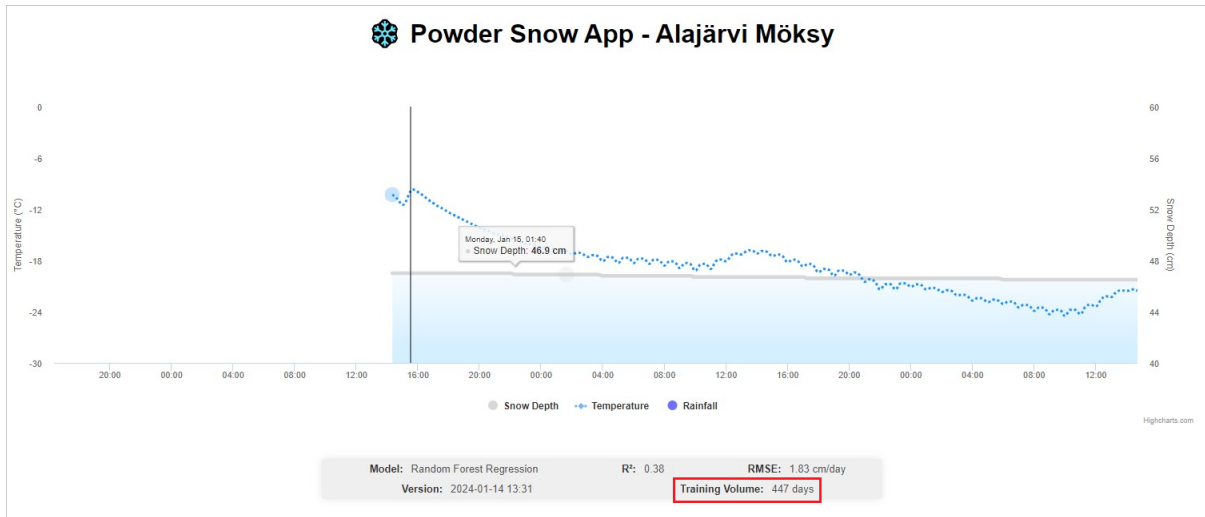 Powder Snow App - Alajärvi Möksy
0
-6
-12
-18
-24
-30
Temperature (°C)
60
56
52
48
44
40
Snow Depth (cm)
Monday, Jan 15, 01:40
Snow Depth: 46.9 cm
20:00 00:00 04:00 08:00 12:00 16:00 20:00 00:00 04:00 08:00 12:00 16:00 20:00 00:00 04:00 08:00 12:00
Snow Depth Temperature Rainfall
Highcharts.com
Model: Random Forest Regression R²: 0.38 RMSE: 1.83 cm/day
Version: 2024-01-14 13:31 Training Volume: 447 days